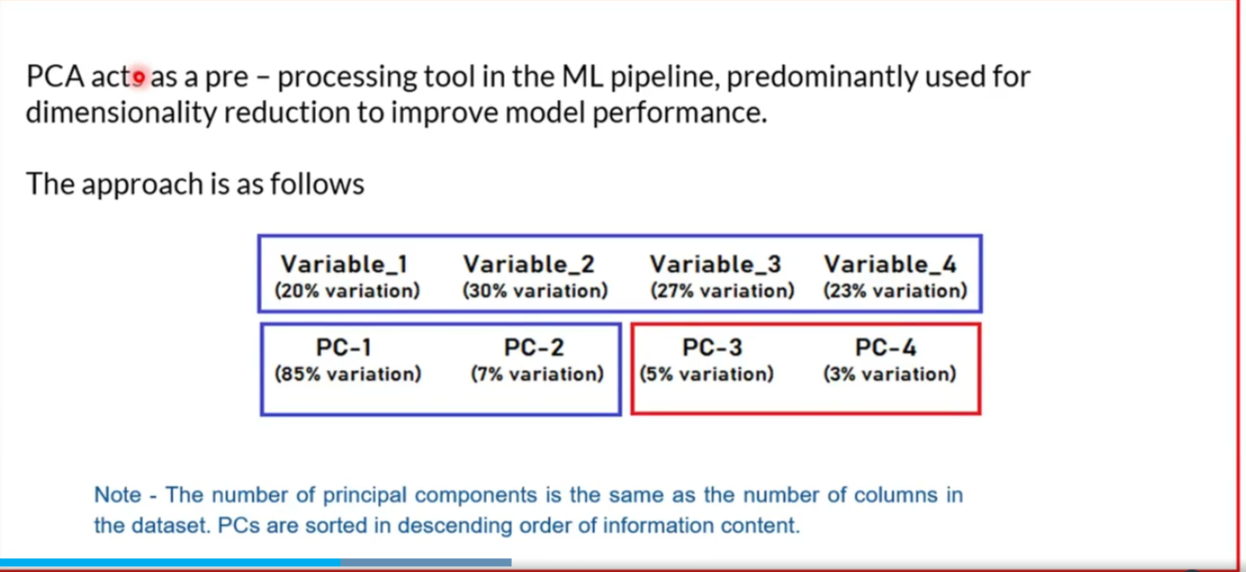 PCA acts as a pre – processing tool in the ML pipeline, predominantly used for
dimensionality reduction to improve model performance.
The approach is as follows
Variable_1 Variable_2 Variable_3 Variable_4
(20% variation) (30% variation) (27% variation) (23% variation)
PC-1 PC-2 PC-3 PC-4
(85% variation) (7% variation) (5% variation) (3% variation)
Note - The number of principal components is the same as the number of columns in
the dataset. PCs are sorted in descending order of information content.